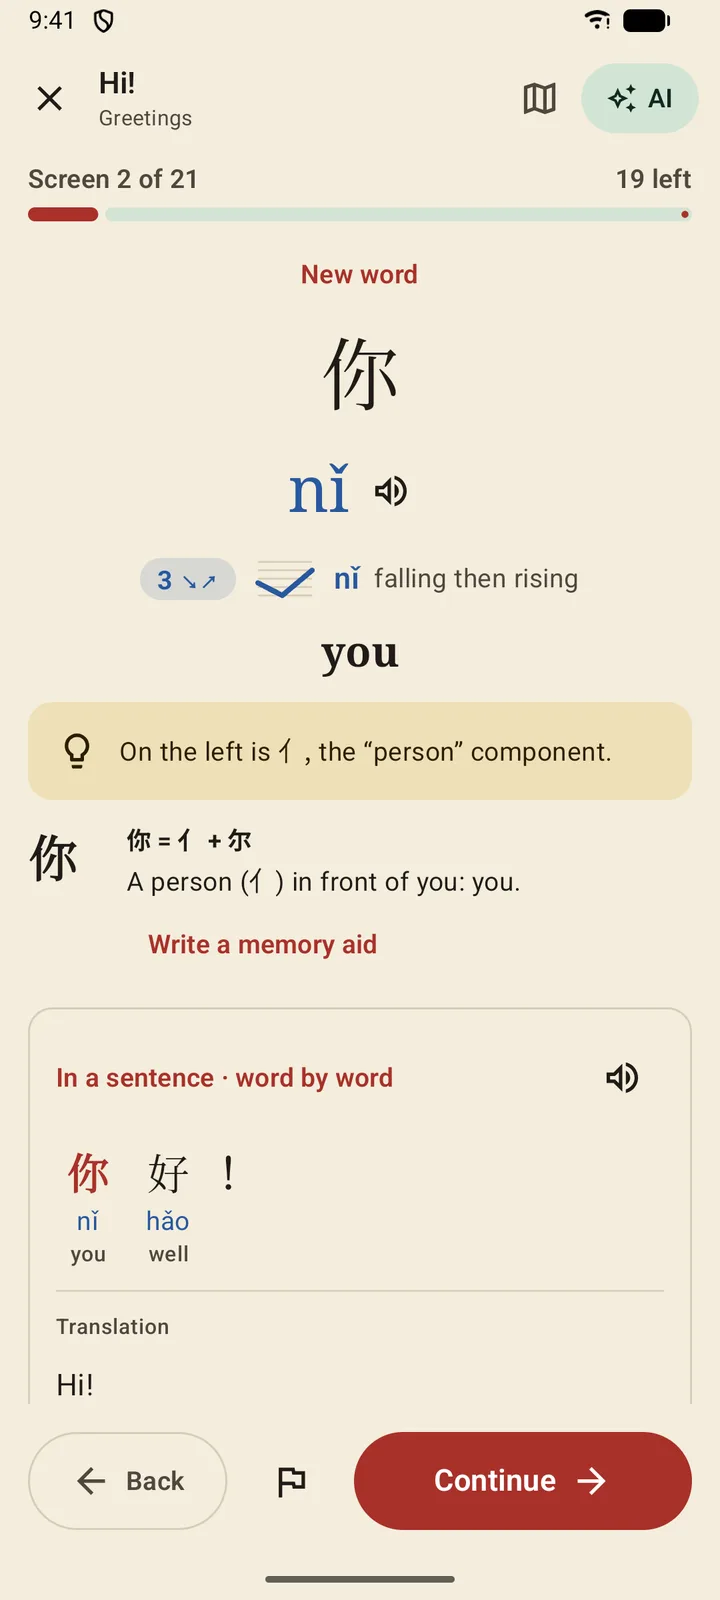 9:41
Hi!
Greetings
AI
Screen 2 of 21
19 left
New word
你
nǐ
3 ↘↗ nǐ falling then rising
you
On the left is 亻, the “person” component.
你
你 = 亻 + 尔
A person (亻) in front of you: you.
Write a memory aid
In a sentence · word by word
你 好 ！
nǐ hǎo
you well
Translation
Hi!
Back
Continue